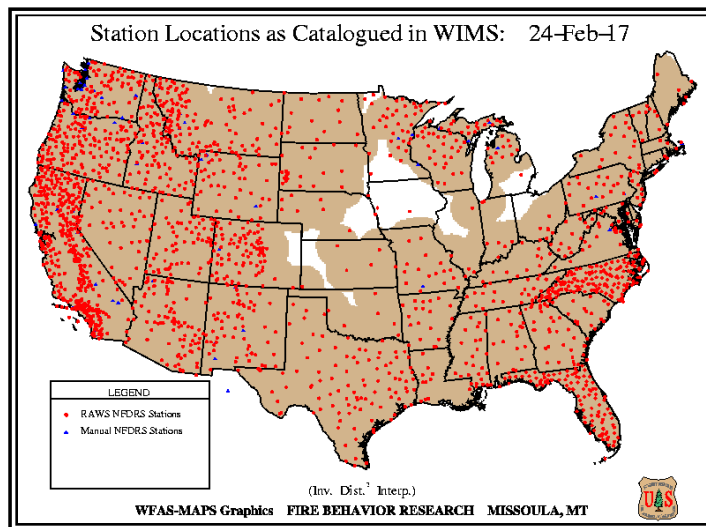 Station Locations as Catalogued in WIMS: 24-Feb-17
LEGEND
RAWS NFDRS Stations
Manual NFDRS Stations
(Inv. Dist.² Interp.)
WFAS-MAPS Graphics FIRE BEHAVIOR RESEARCH MISSOULA, MT
U S